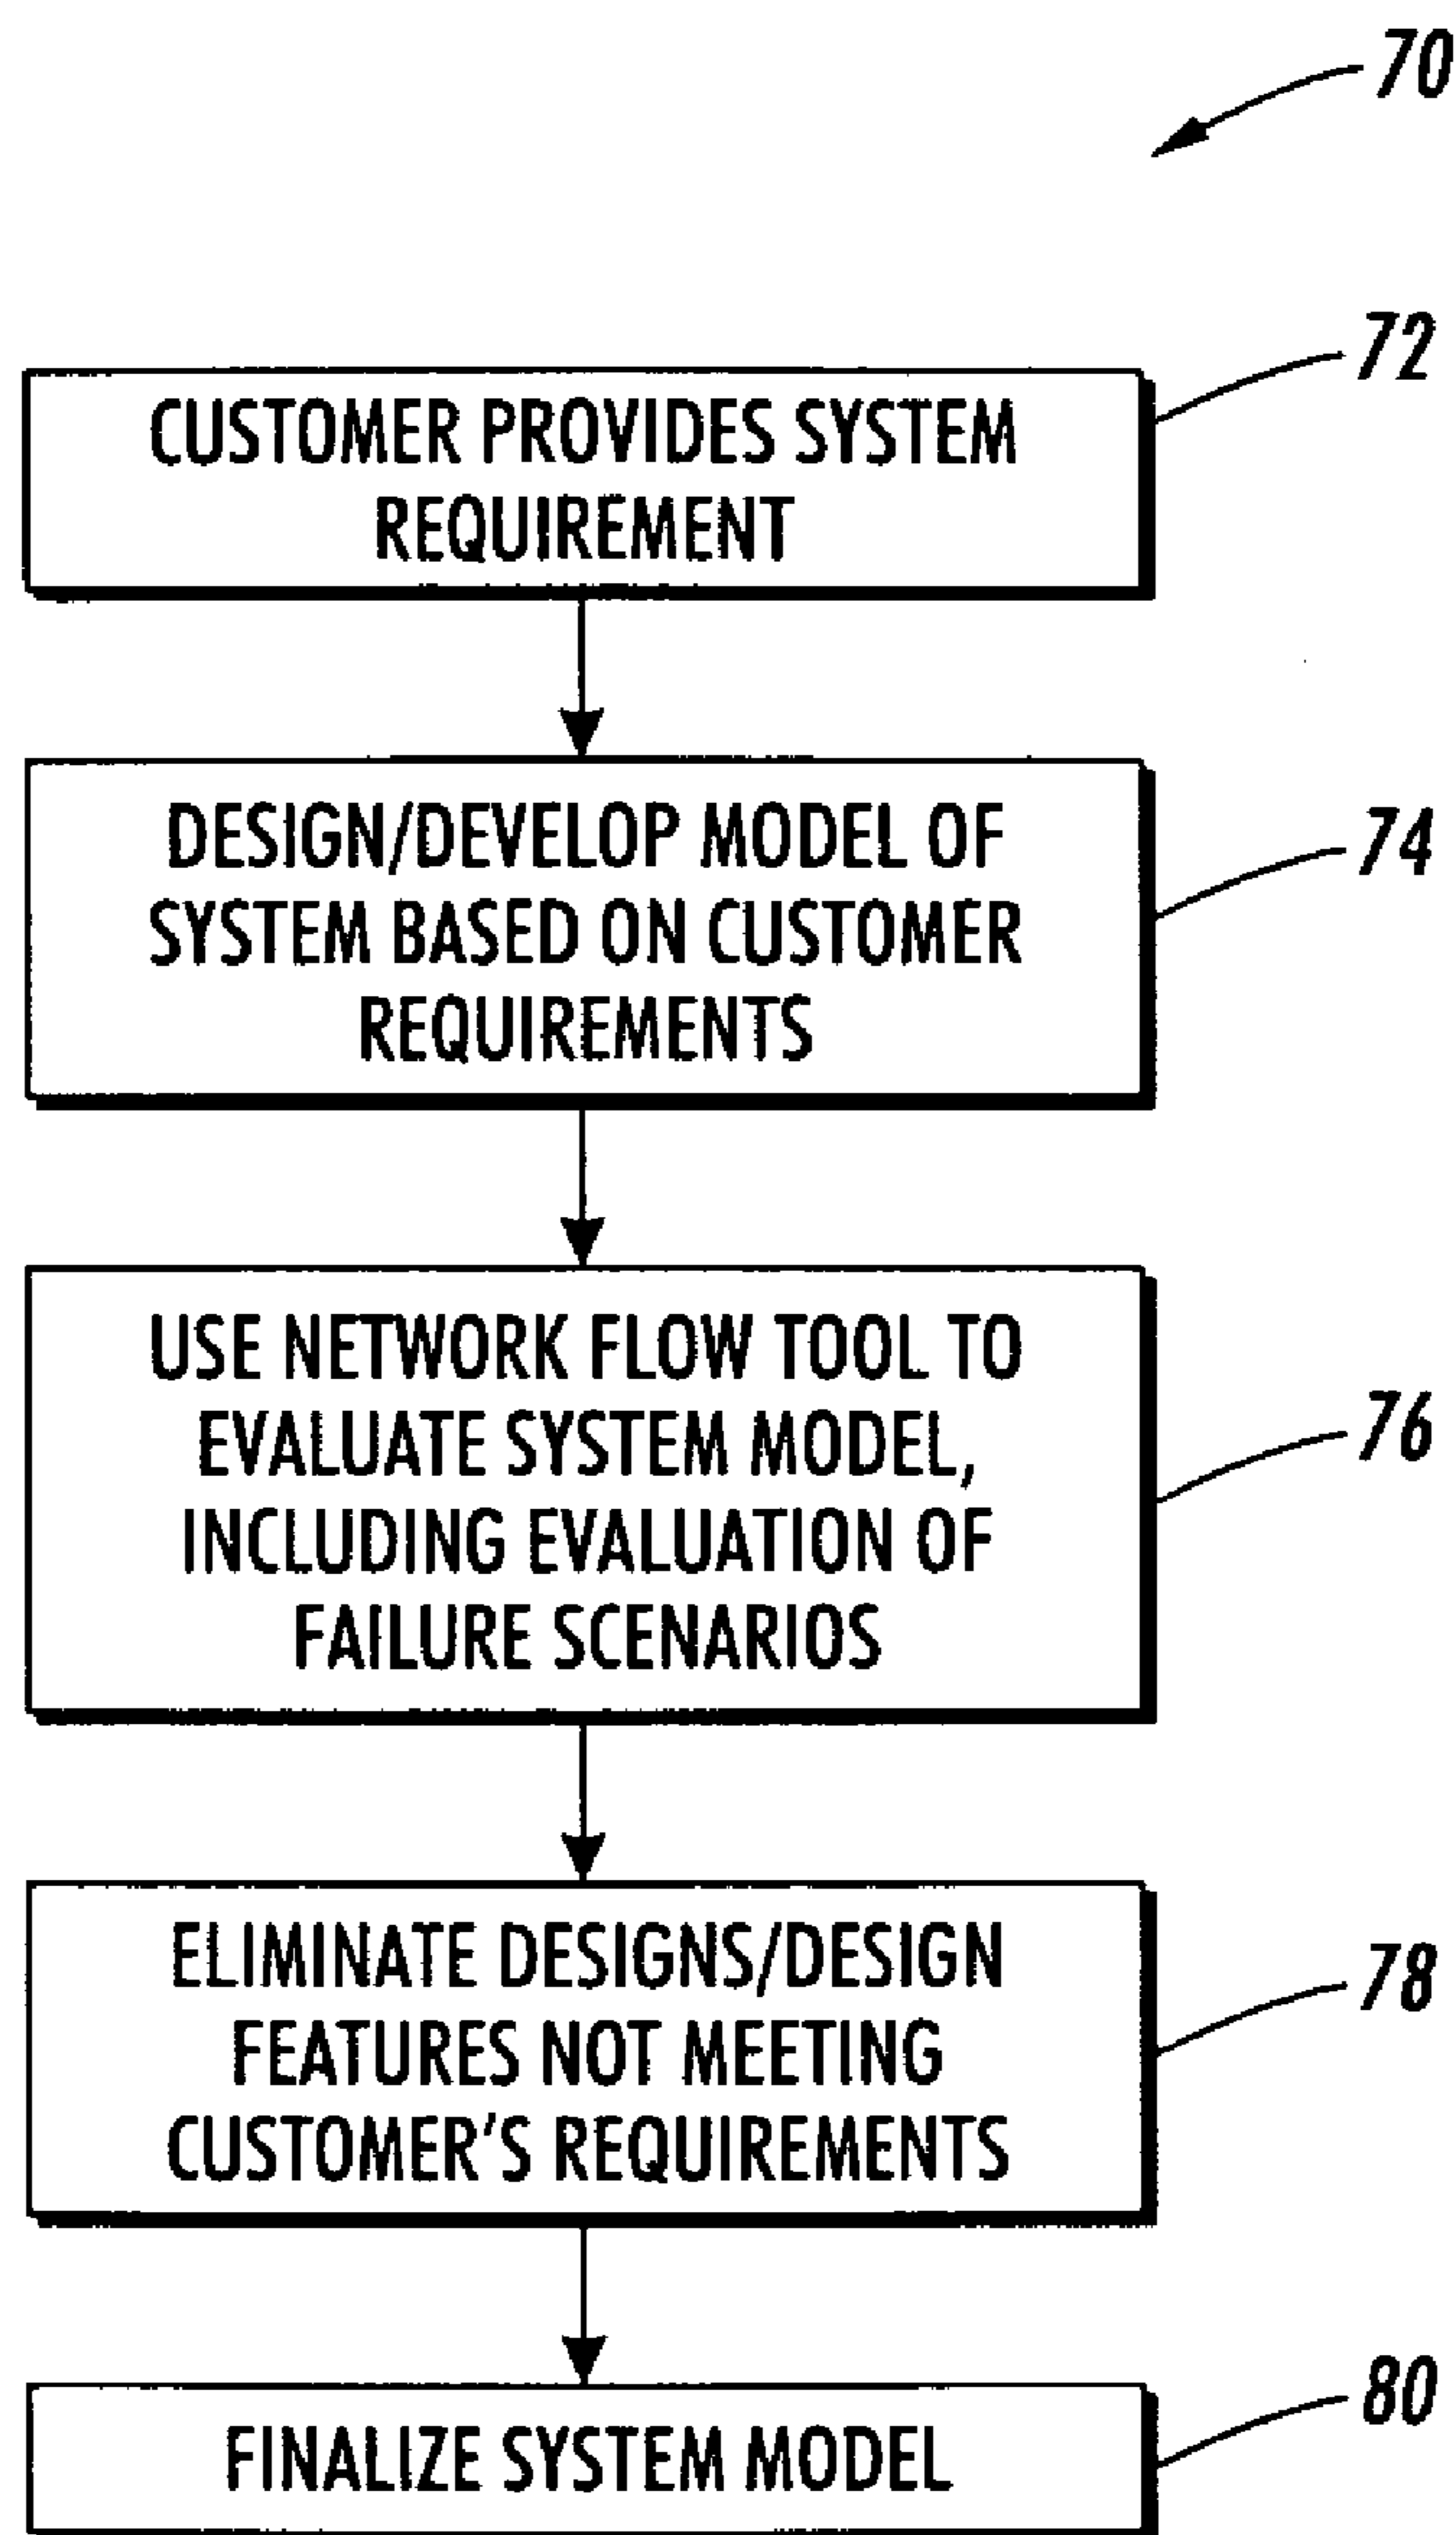 70
72
CUSTOMER PROVIDES SYSTEM
REQUIREMENT
74
DESIGN/DEVELOP MODEL OF
SYSTEM BASED ON CUSTOMER
REQUIREMENTS
76
USE NETWORK FLOW TOOL TO
EVALUATE SYSTEM MODEL,
INCLUDING EVALUATION OF
FAILURE SCENARIOS
78
ELIMINATE DESIGNS/DESIGN
FEATURES NOT MEETING
CUSTOMER'S REQUIREMENTS
80
FINALIZE SYSTEM MODEL